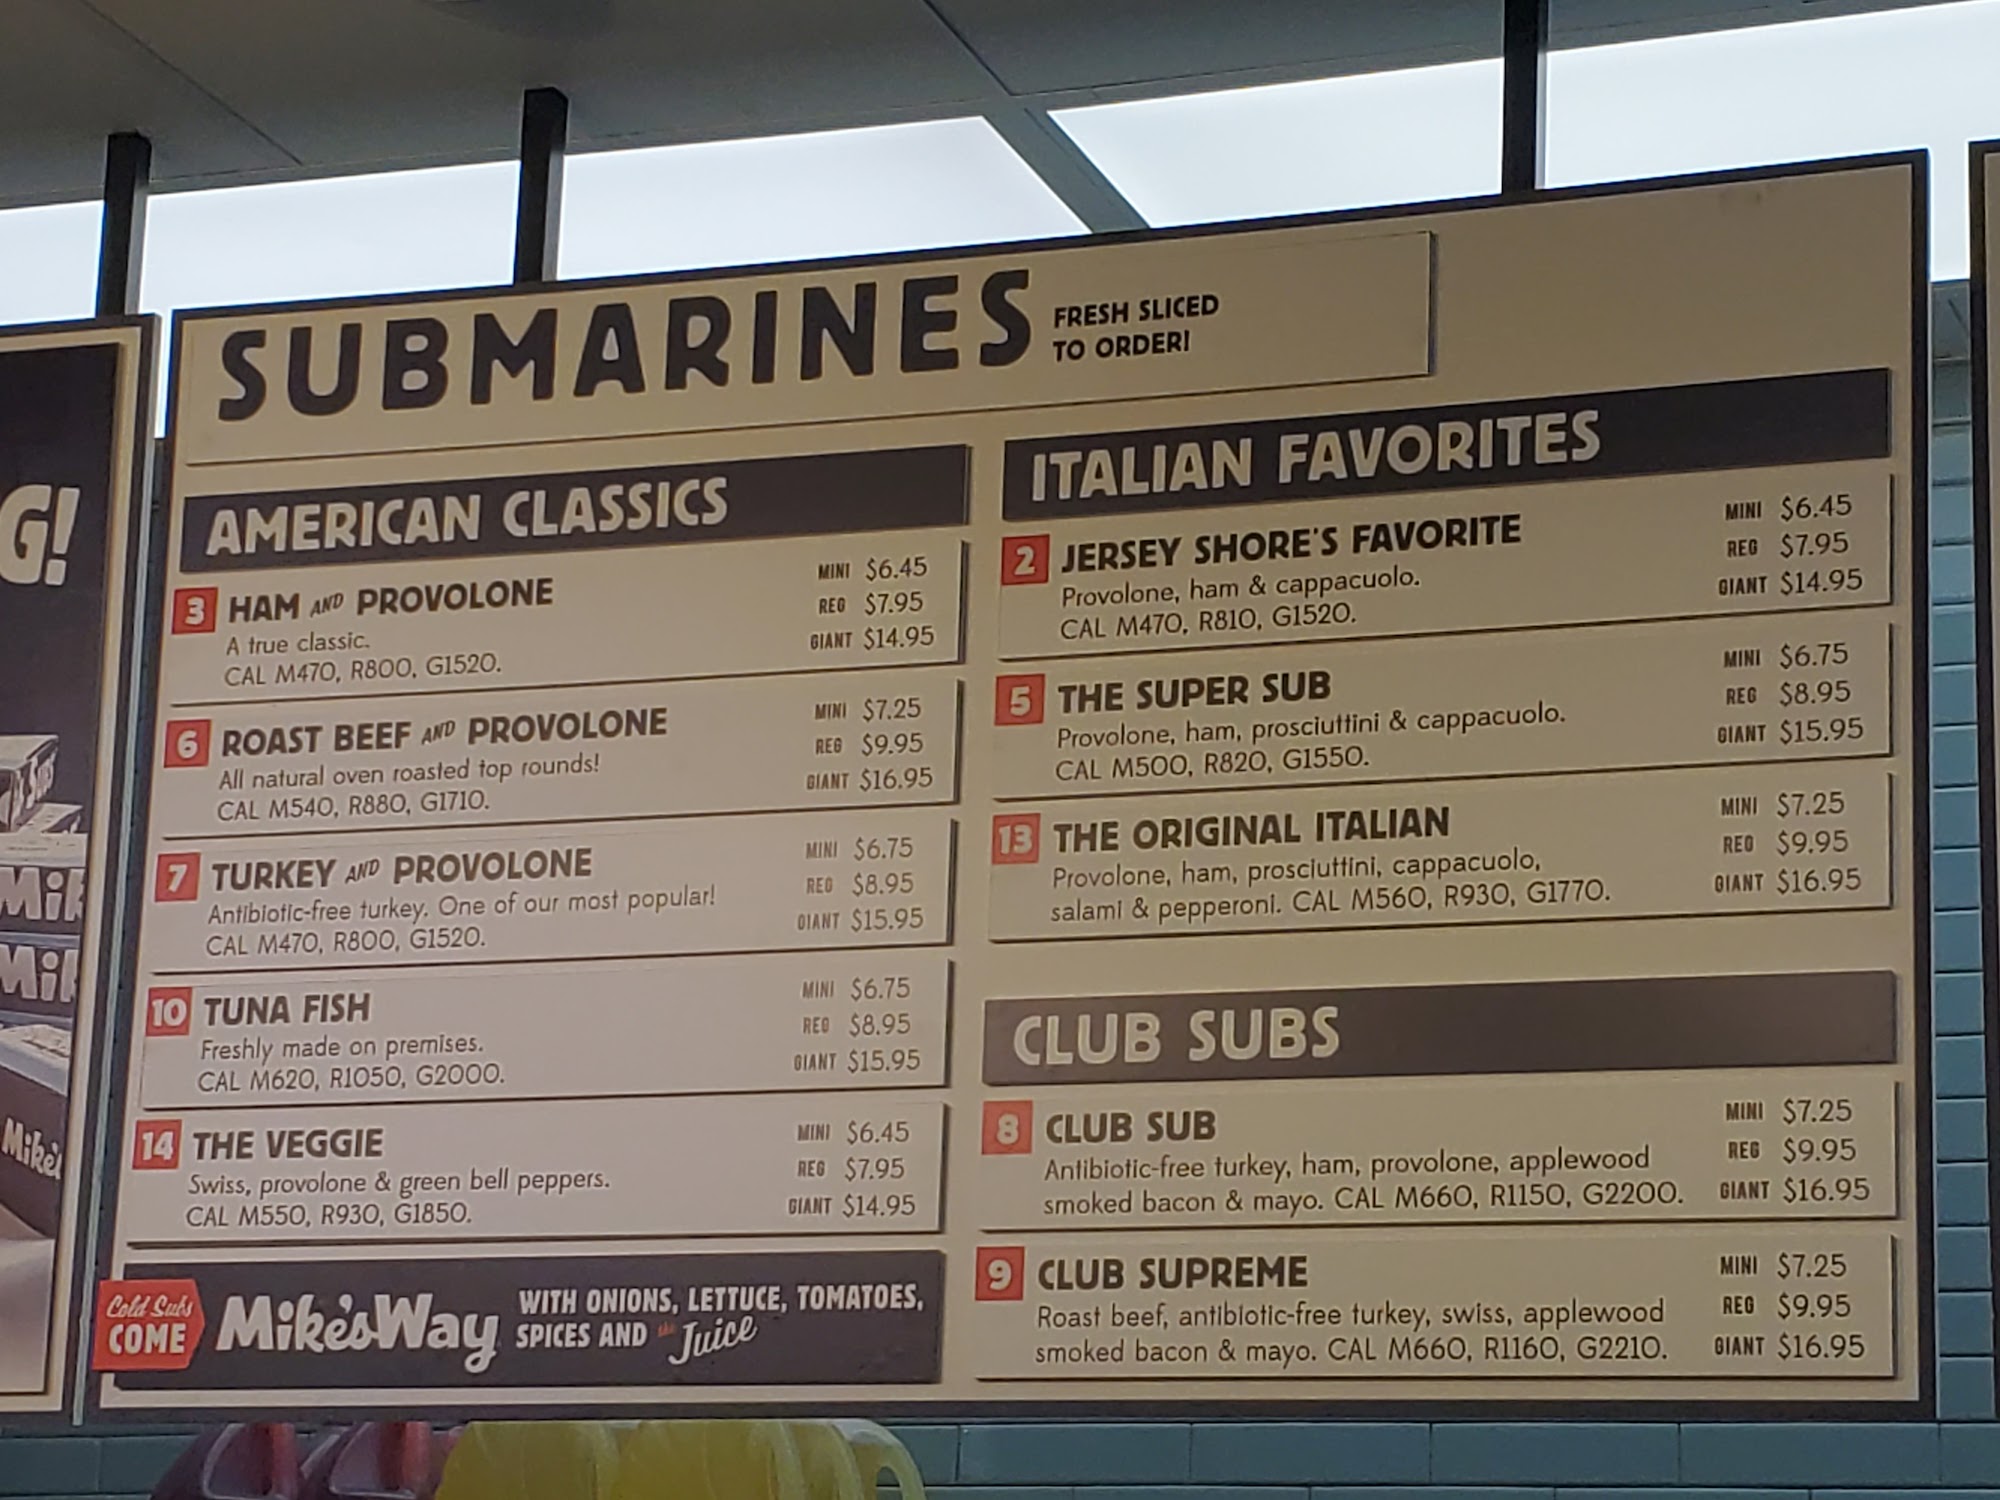 SUBMARINES
FRESH SLICED
TO ORDER!
AMERICAN CLASSICS
3 HAM AND PROVOLONE
A true classic.
CAL M470, R800, G1520.
MINI $6.45
REG $7.95
GIANT $14.95
6 ROAST BEEF AND PROVOLONE
All natural oven roasted top rounds!
CAL M540, R880, G1710.
MINI $7.25
REG $9.95
GIANT $16.95
7 TURKEY AND PROVOLONE
Antibiotic-free turkey. One of our most popular!
CAL M470, R800, G1520.
MINI $6.75
REG $8.95
GIANT $15.95
10 TUNA FISH
Freshly made on premises.
CAL M620, R1050, G2000.
MINI $6.75
REG $8.95
GIANT $15.95
14 THE VEGGIE
Swiss, provolone & green bell peppers.
CAL M550, R930, G1850.
MINI $6.45
REG $7.95
GIANT $14.95
Cold Subs
COME
Mike's Way
WITH ONIONS, LETTUCE, TOMATOES,
SPICES AND the Juice
ITALIAN FAVORITES
2 JERSEY SHORE'S FAVORITE
Provolone, ham & cappacuolo.
CAL M470, R810, G1520.
MINI $6.45
REG $7.95
GIANT $14.95
5 THE SUPER SUB
Provolone, ham, prosciuttini & cappacuolo.
CAL M500, R820, G1550.
MINI $6.75
REG $8.95
GIANT $15.95
13 THE ORIGINAL ITALIAN
Provolone, ham, prosciuttini, cappacuolo,
salami & pepperoni. CAL M560, R930, G1770.
MINI $7.25
REG $9.95
GIANT $16.95
CLUB SUBS
8 CLUB SUB
Antibiotic-free turkey, ham, provolone, applewood
smoked bacon & mayo. CAL M660, R1150, G2200.
MINI $7.25
REG $9.95
GIANT $16.95
9 CLUB SUPREME
Roast beef, antibiotic-free turkey, swiss, applewood
smoked bacon & mayo. CAL M660, R1160, G2210.
MINI $7.25
REG $9.95
GIANT $16.95
G!
Mik
Mik
Mike's